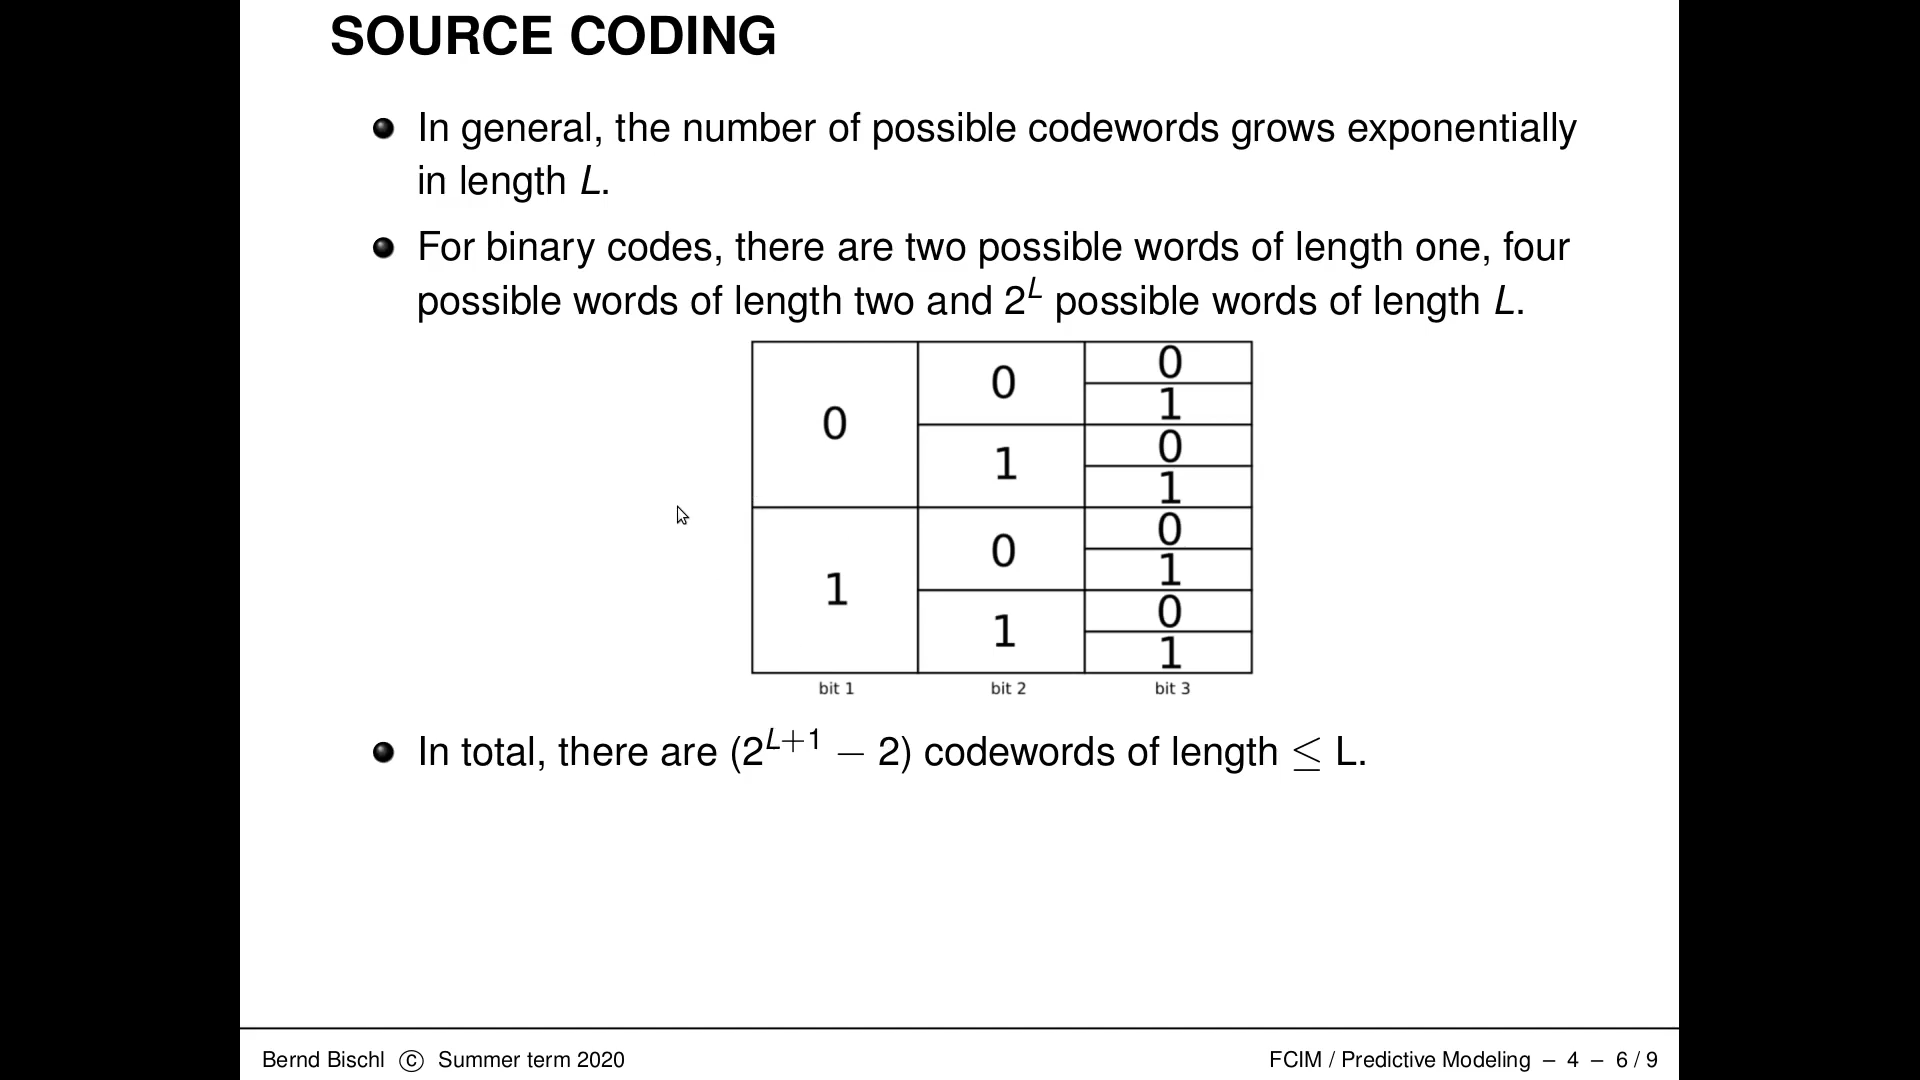 SOURCE CODING
In general, the number of possible codewords grows exponentially
in length L.
For binary codes, there are two possible words of length one, four
possible words of length two and 2^L possible words of length L.
0
1
0
1
0
1
0
1
0
1
0
1
0
1
bit 1 bit 2 bit 3
In total, there are (2^{L+1} − 2) codewords of length ≤ L.
Bernd Bischl © Summer term 2020
FCIM / Predictive Modeling – 4 – 6 / 9